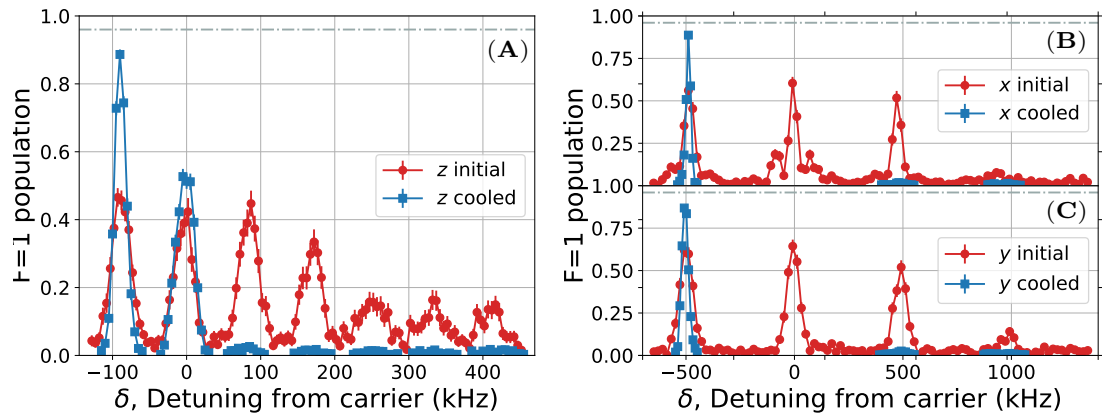 1.0
0.8
0.6
0.4
0.2
0.0
F=1 population
(A)
z initial
z cooled
−100 0 100 200 300 400
δ, Detuning from carrier (kHz)
1.00
0.75
0.50
0.25
1.00
0.75
0.50
0.25
0.00
F=1 population
(B)
x initial
x cooled
(C)
y initial
y cooled
−500 0 500 1000
δ, Detuning from carrier (kHz)